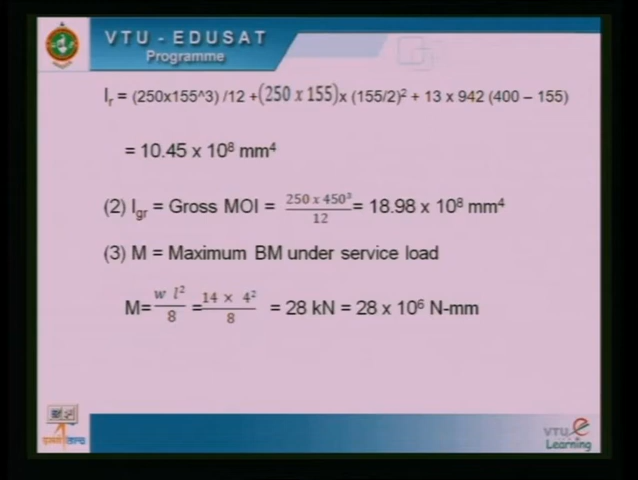 VTU - EDUSAT
Programme
Ir = (250x155^3) /12 +(250 x 155)x (155/2)² + 13 x 942 (400 – 155)
= 10.45 x 10⁸ mm⁴
(2) Igr = Gross MOI = 250 x 450³ / 12 = 18.98 x 10⁸ mm⁴
(3) M = Maximum BM under service load
M= w l² / 8 = 14 × 4² / 8 = 28 kN = 28 x 10⁶ N-mm
VTU e
Learning